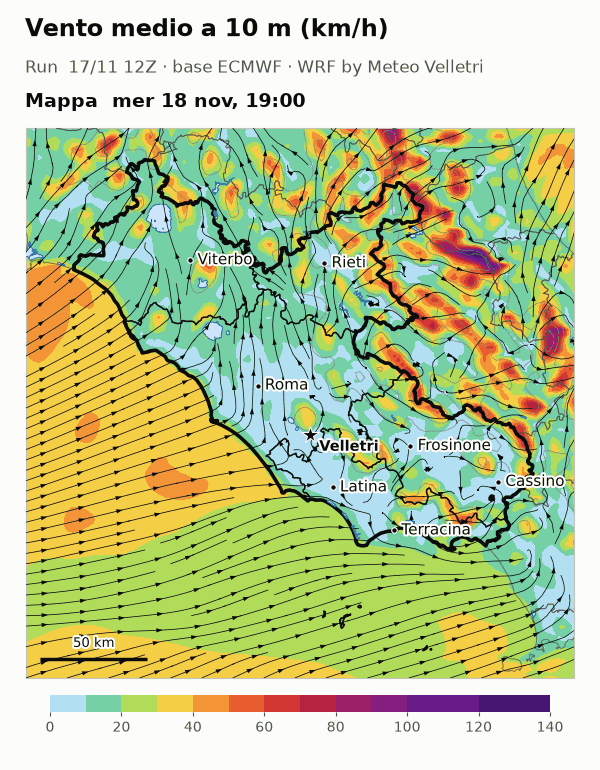 Vento medio a 10 m (km/h)
Run 17/11 12Z · base ECMWF · WRF by Meteo Velletri
Mappa mer 18 nov, 19:00
Viterbo
Rieti
Roma
Velletri
Frosinone
Cassino
Latina
Terracina
50 km
0 20 40 60 80 100 120 140